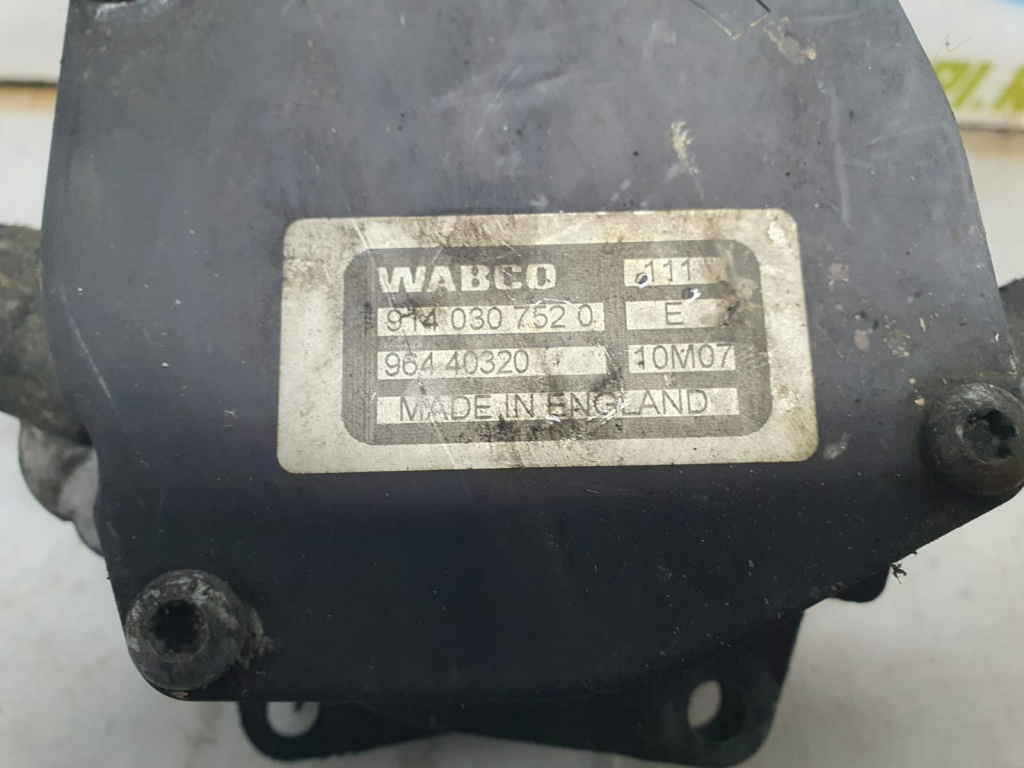 WABCO 111
914 030 752 0 E
964 40320 10M07
MADE IN ENGLAND